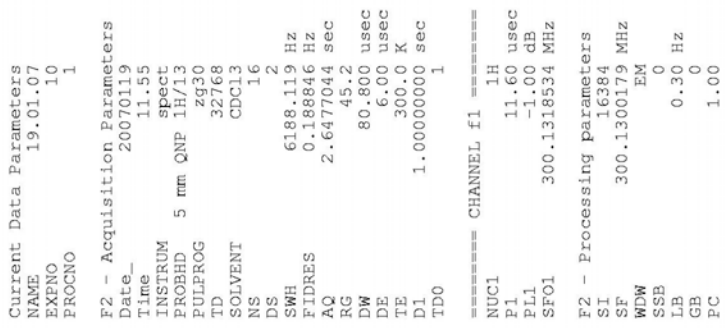 Current Data Parameters
NAME 19.01.07
EXPNO 10
PROCNO 1
F2 - Acquisition Parameters
Date_ 20070119
Time 11.55
INSTRUM spect
PROBHD 5 mm QNP 1H/13
PULPROG zg30
TD 32768
SOLVENT CDCl3
NS 16
DS 2
SWH 6188.119 Hz
FIDRES 0.188846 Hz
AQ 2.6477044 sec
RG 45.2
DW 80.800 usec
DE 6.00 usec
TE 300.0 K
D1 1.00000000 sec
TD0 1
======== CHANNEL f1 ========
NUC1 1H
P1 11.60 usec
PL1 -1.00 dB
SFO1 300.1318534 MHz
F2 - Processing parameters
SI 16384
SF 300.1300179 MHz
WDW EM
SSB 0
LB 0.30 Hz
GB 0
PC 1.00